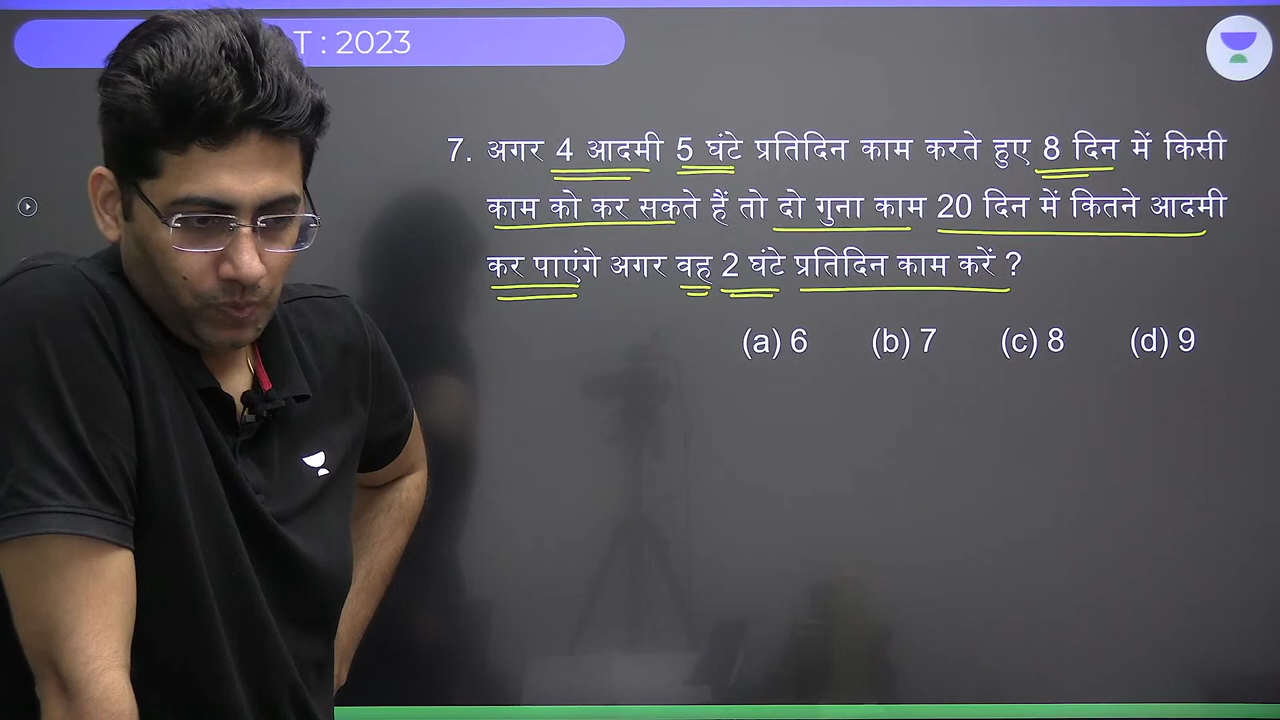 T : 2023
7. अगर 4 आदमी 5 घंटे प्रतिदिन काम करते हुए 8 दिन में किसी
काम को कर सकते हैं तो दो गुना काम 20 दिन में कितने आदमी
कर पाएंगे अगर वह 2 घंटे प्रतिदिन काम करें ?
(a) 6 (b) 7 (c) 8 (d) 9